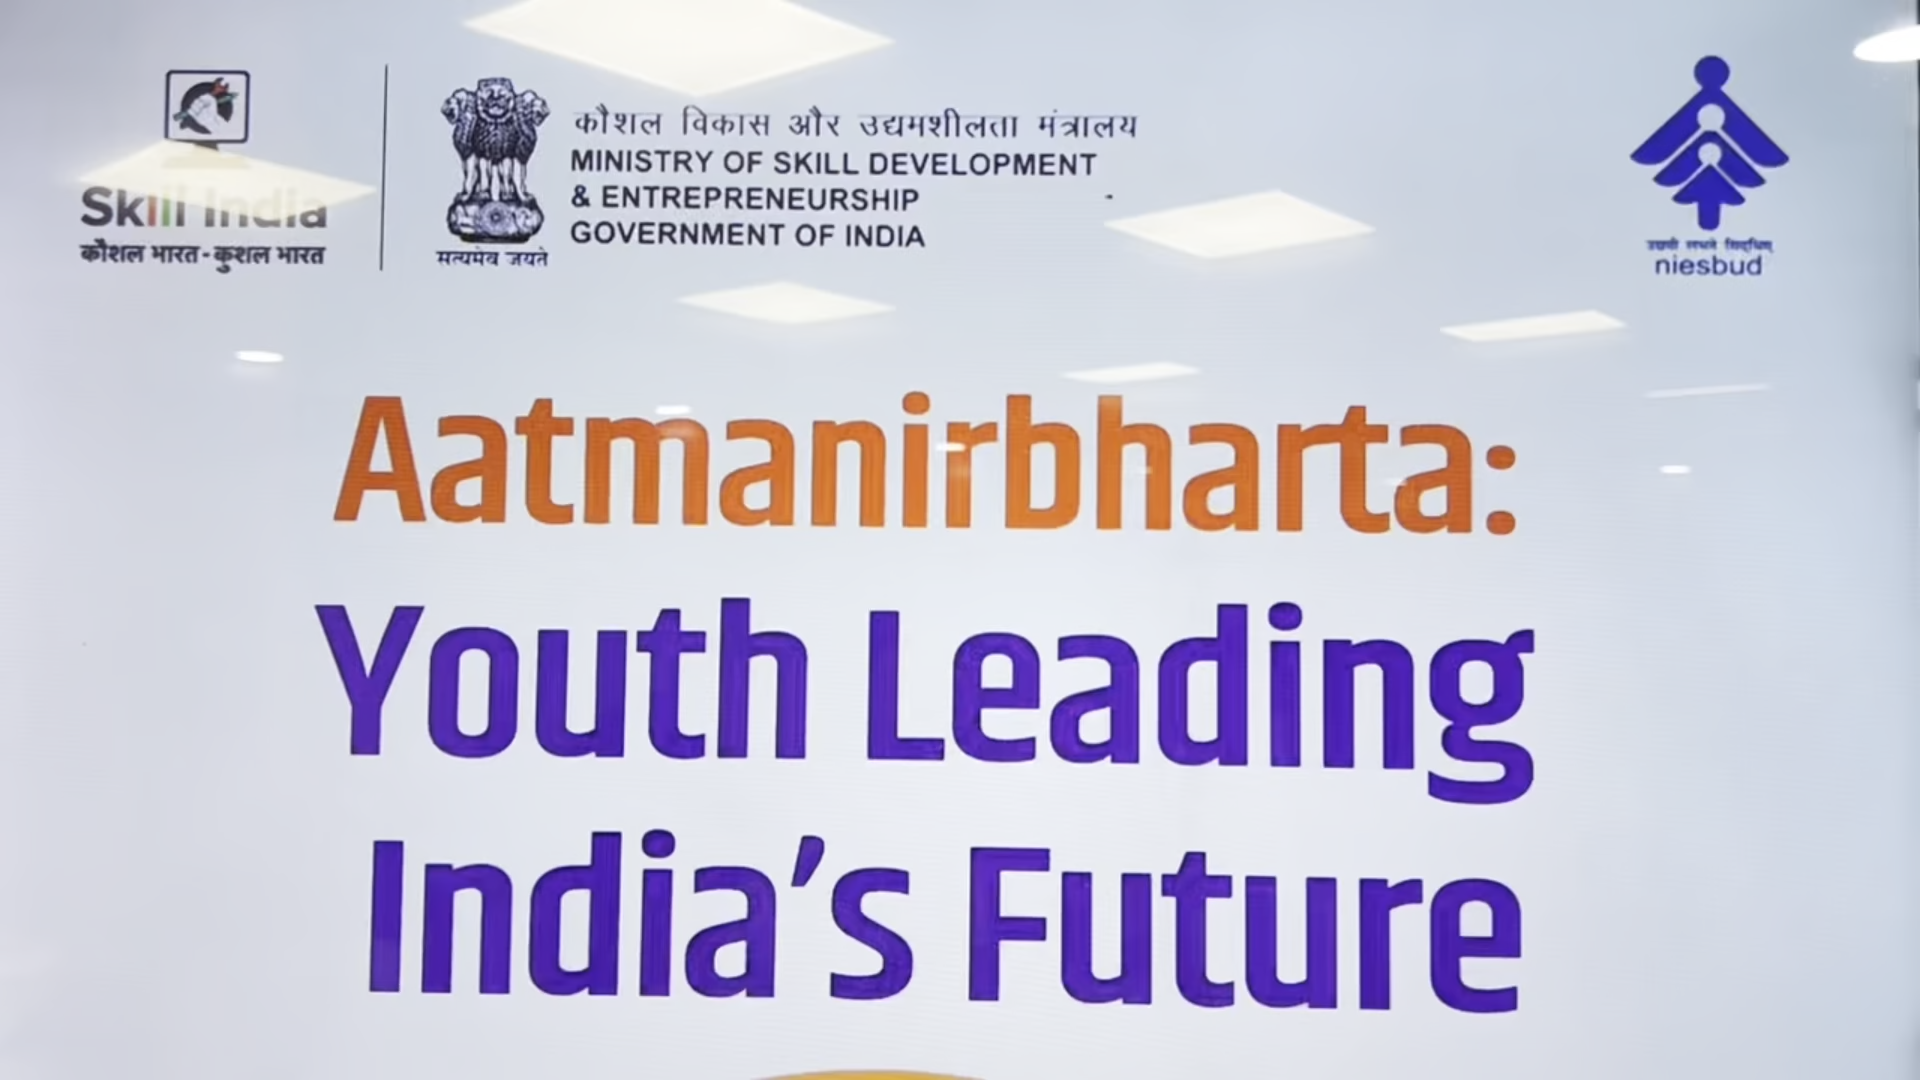 Skill India
कौशल भारत - कुशल भारत
सत्यमेव जयते
कौशल विकास और उद्यमशीलता मंत्रालय
MINISTRY OF SKILL DEVELOPMENT
& ENTREPRENEURSHIP
GOVERNMENT OF INDIA
niesbud
Aatmanirbharta:
Youth Leading
India’s Future